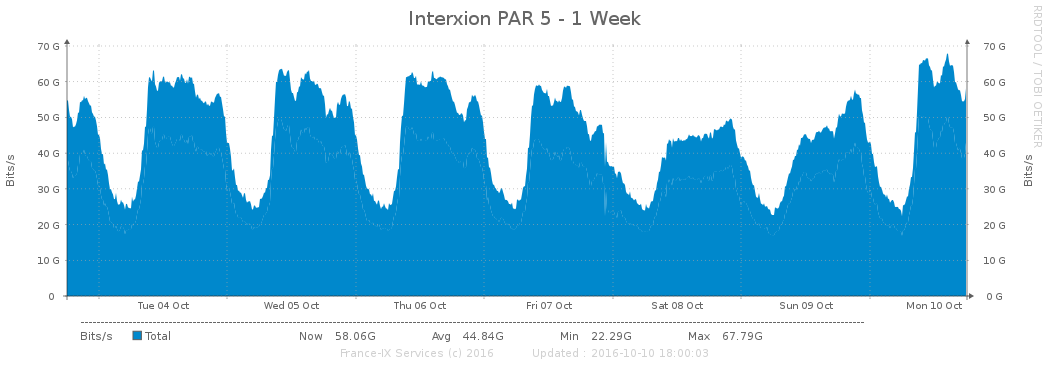 Interxion PAR 5 - 1 Week
RRDTOOL / TOBI OETIKER
Bits/s
70 G
60 G
50 G
40 G
30 G
20 G
10 G
0
70 G
60 G
50 G
40 G
30 G
20 G
10 G
0 G
Bits/s
Tue 04 Oct Wed 05 Oct Thu 06 Oct Fri 07 Oct Sat 08 Oct Sun 09 Oct Mon 10 Oct
Bits/s Total Now 58.06G Avg 44.84G Min 22.29G Max 67.79G
France-IX Services (c) 2016 Updated : 2016-10-10 18:00:03